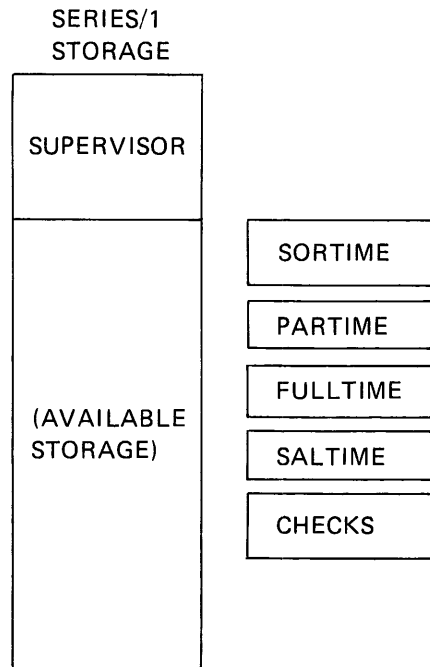 SERIES/1
STORAGE
SUPERVISOR
(AVAILABLE
STORAGE)
SORTIME
PARTIME
FULLTIME
SALTIME
CHECKS